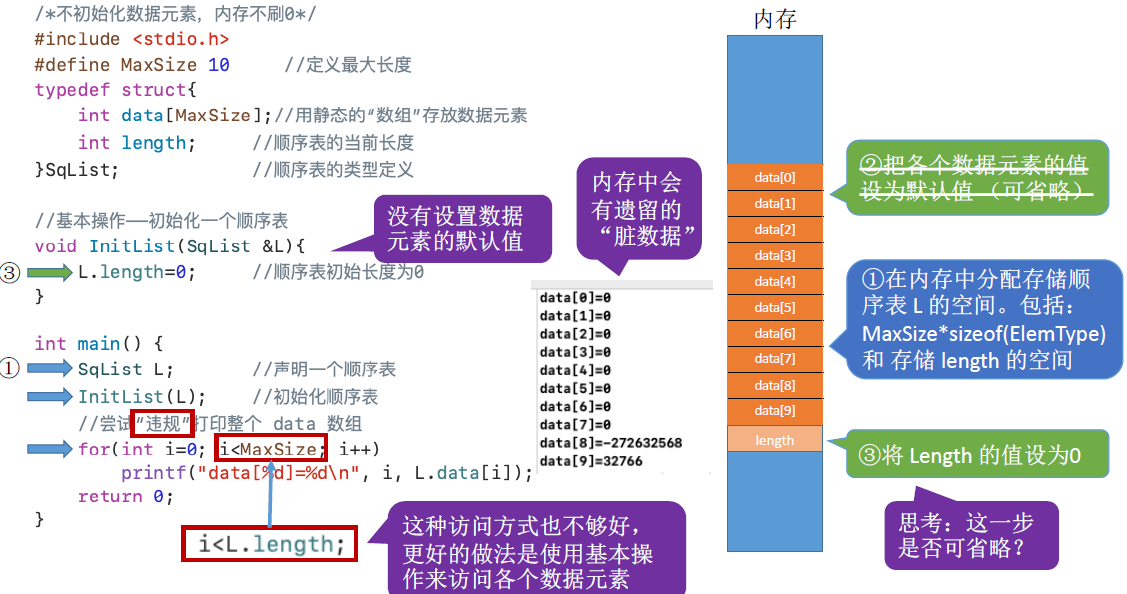 /*不初始化数据元素，内存不刷0*/
#include <stdio.h>
#define MaxSize 10 //定义最大长度
typedef struct{
int data[MaxSize];//用静态的“数组”存放数据元素
int length; //顺序表的当前长度
}SqList; //顺序表的类型定义
//基本操作——初始化一个顺序表
void InitList(SqList &L){
③ L.length=0; //顺序表初始长度为0
}
int main() {
① SqList L; //声明一个顺序表
InitList(L); //初始化顺序表
//尝试“违规”打印整个 data 数组
for(int i=0; i<MaxSize; i++)
printf("data[%d]=%d\n", i, L.data[i]);
return 0;
}
i<L.length;
没有设置数据
元素的默认值
这种访问方式也不够好，
更好的做法是使用基本操
作来访问各个数据元素
内存中会
有遗留的
“脏数据”
data[0]=0
data[1]=0
data[2]=0
data[3]=0
data[4]=0
data[5]=0
data[6]=0
data[7]=0
data[8]=-272632568
data[9]=32766
内存
data[0]
data[1]
data[2]
data[3]
data[4]
data[5]
data[6]
data[7]
data[8]
data[9]
length
②把各个数据元素的值
设为默认值（可省略）
①在内存中分配存储顺
序表 L 的空间。包括：
MaxSize*sizeof(ElemType)
和 存储 length 的空间
③将 Length 的值设为0
思考：这一步
是否可省略？